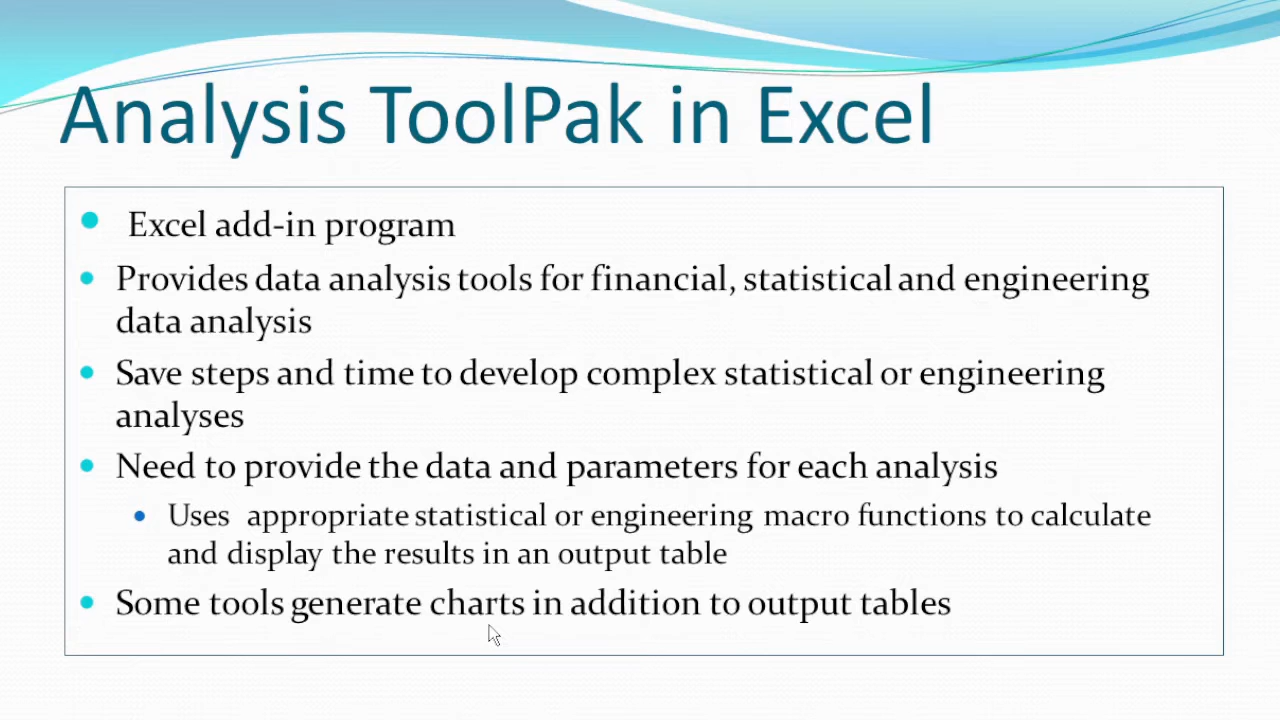 Analysis ToolPak in Excel
Excel add-in program
Provides data analysis tools for financial, statistical and engineering
data analysis
Save steps and time to develop complex statistical or engineering
analyses
Need to provide the data and parameters for each analysis
Uses appropriate statistical or engineering macro functions to calculate
and display the results in an output table
Some tools generate charts in addition to output tables